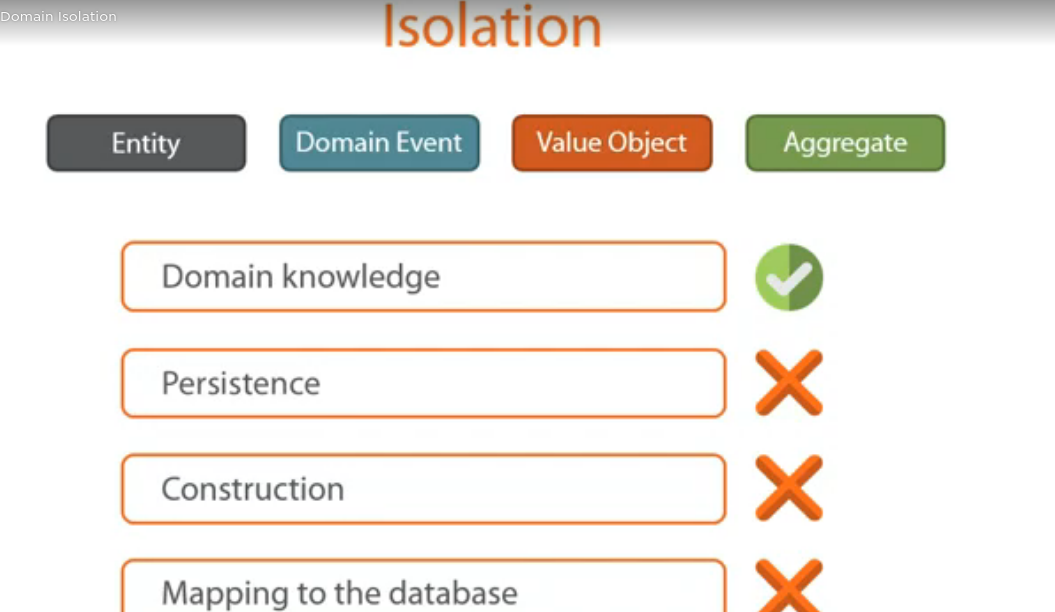 Domain Isolation
Isolation
Entity
Domain Event
Value Object
Aggregate
Domain knowledge
Persistence
Construction
Mapping to the database